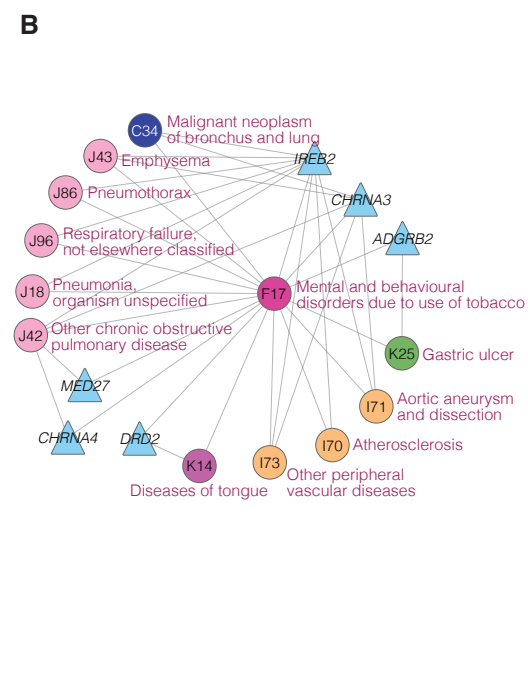 B
C34
Malignant neoplasm
of bronchus and lung
J43
Emphysema
IREB2
J86
Pneumothorax
CHRNA3
J96
Respiratory failure,
not elsewhere classified
ADGRB2
J18
Pneumonia,
organism unspecified
F17
Mental and behavioural
disorders due to use of tobacco
J42
Other chronic obstructive
pulmonary disease
K25
Gastric ulcer
MED27
I71
Aortic aneurysm
and dissection
CHRNA4
DRD2
I70
Atherosclerosis
K14
Diseases of tongue
I73
Other peripheral
vascular diseases